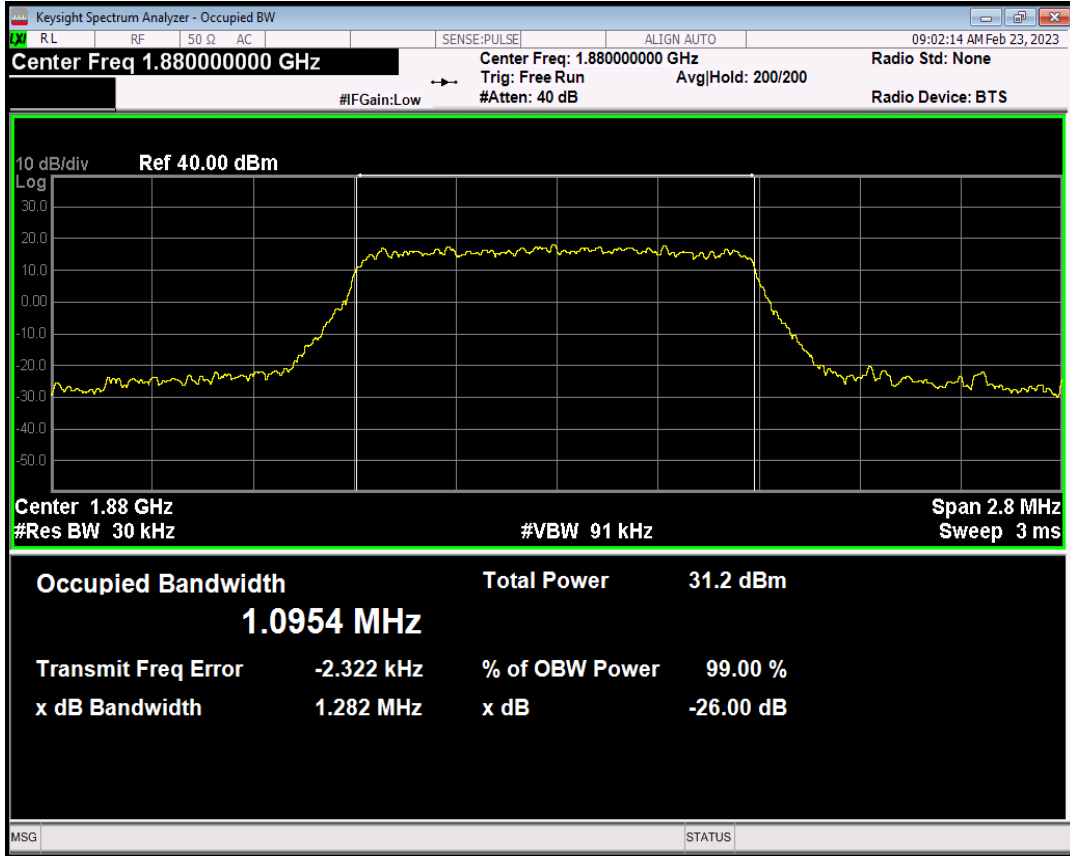 Keysight Spectrum Analyzer - Occupied BW
LXI RL RF 50 Ω AC SENSE:PULSE ALIGN AUTO 09:02:14 AM Feb 23, 2023
Center Freq 1.880000000 GHz
Center Freq: 1.880000000 GHz
Radio Std: None
Trig: Free Run
Avg|Hold: 200/200
#IFGain:Low
#Atten: 40 dB
Radio Device: BTS
10 dB/div
Ref 40.00 dBm
Log
30.0
20.0
10.0
0.00
-10.0
-20.0
-30.0
-40.0
-50.0
Center 1.88 GHz
Span 2.8 MHz
#Res BW 30 kHz
#VBW 91 kHz
Sweep 3 ms
Occupied Bandwidth
Total Power 31.2 dBm
1.0954 MHz
Transmit Freq Error -2.322 kHz
% of OBW Power 99.00 %
x dB Bandwidth 1.282 MHz
x dB -26.00 dB
MSG
STATUS